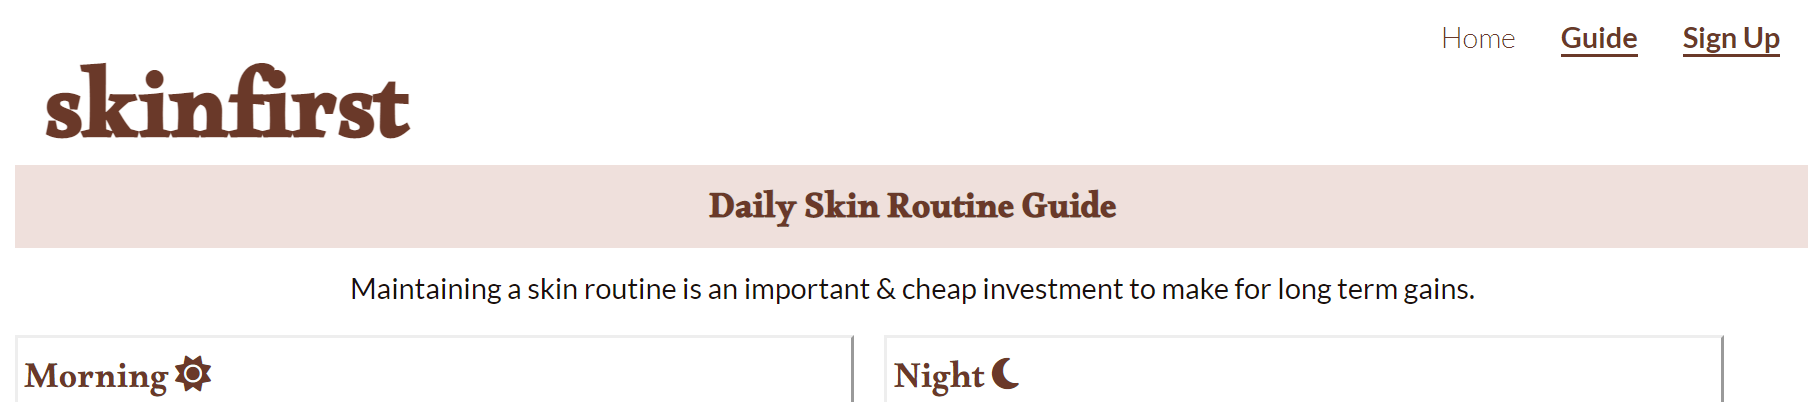 Home Guide Sign Up
skinfirst
Daily Skin Routine Guide
Maintaining a skin routine is an important & cheap investment to make for long term gains.
Morning
Night